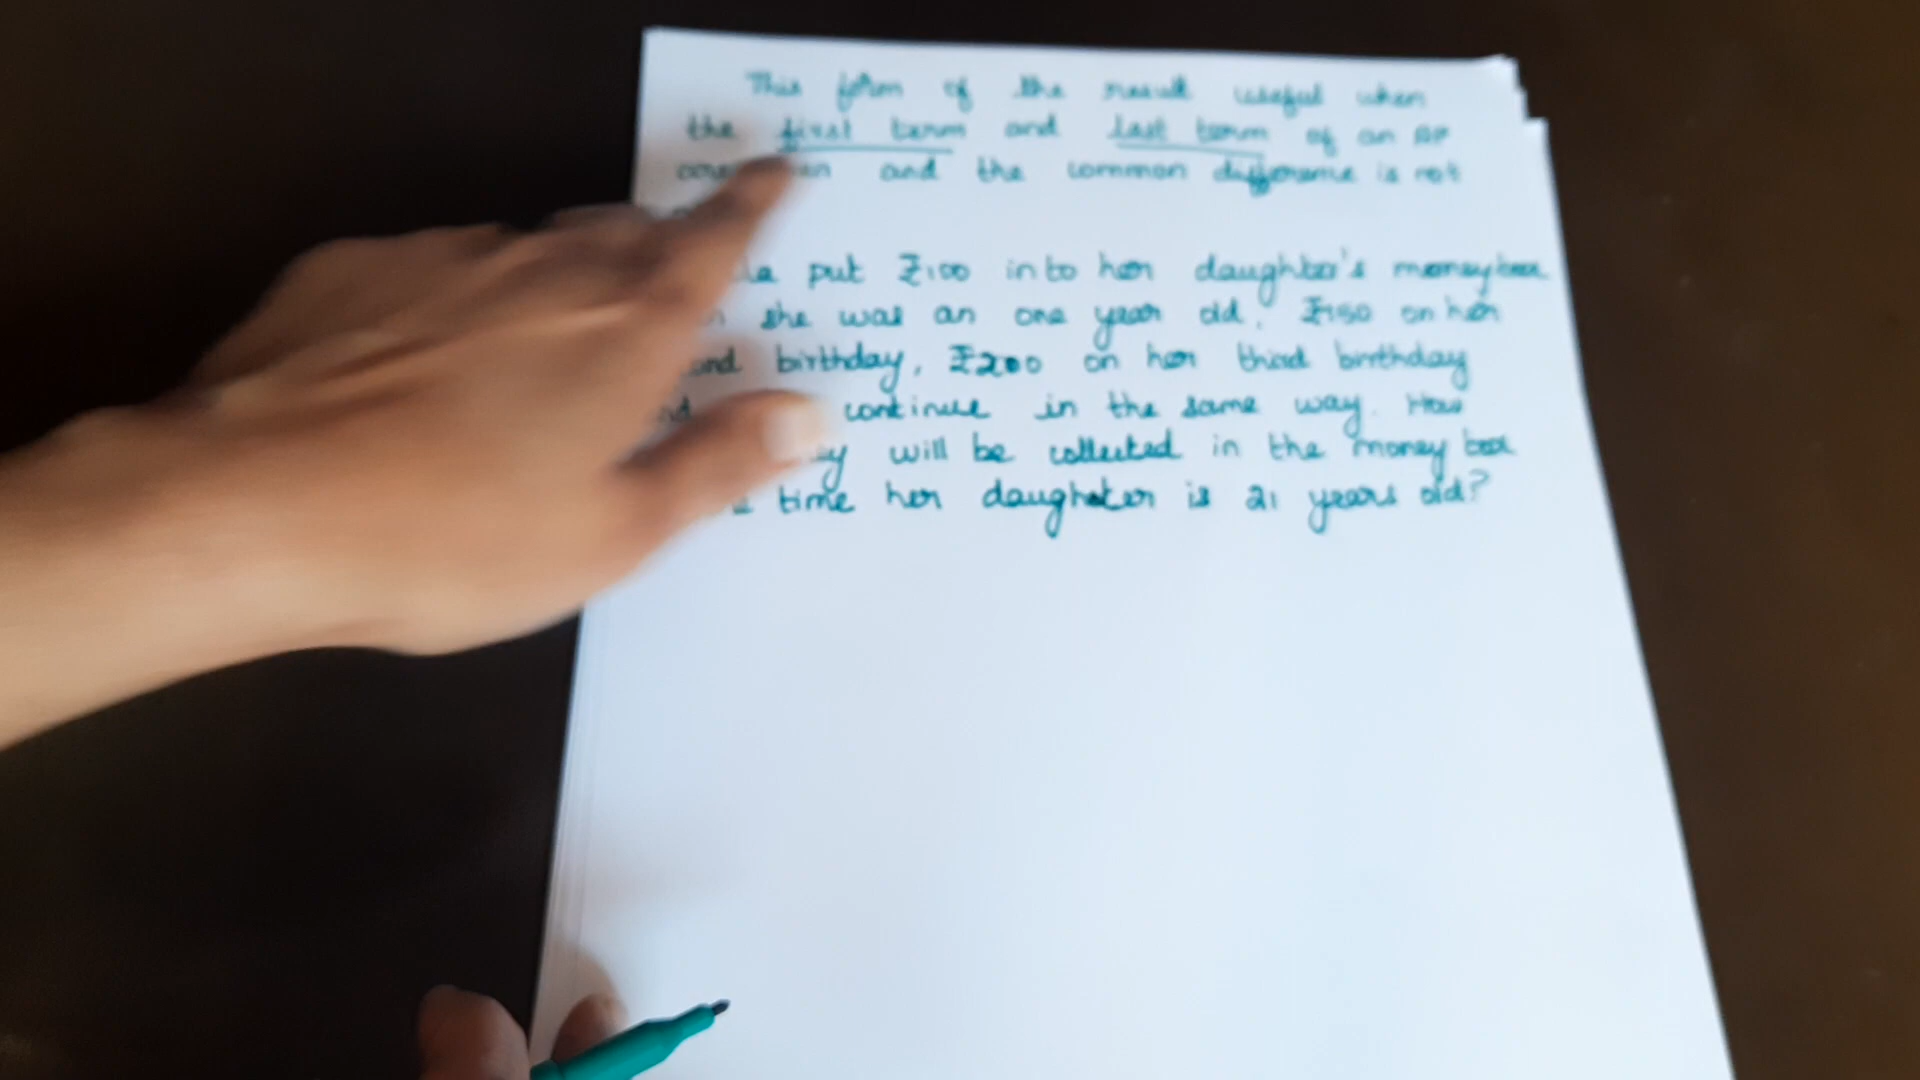 This form of the result useful when
the first term and last term of an AP
and the common difference is not
put ₹100 into her daughter's moneybox
she was an one year old, ₹150 on her
birthday, ₹200 on her third birthday
continue in the same way. How
will be collected in the money box
time her daughter is 21 years old?